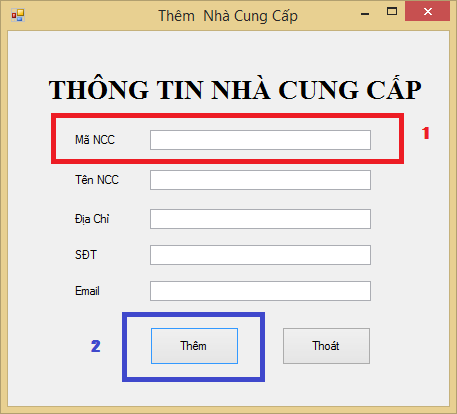 Thêm Nhà Cung Cấp
THÔNG TIN NHÀ CUNG CẤP
Mã NCC
1
Tên NCC
Địa Chỉ
SĐT
Email
2
Thêm
Thoát